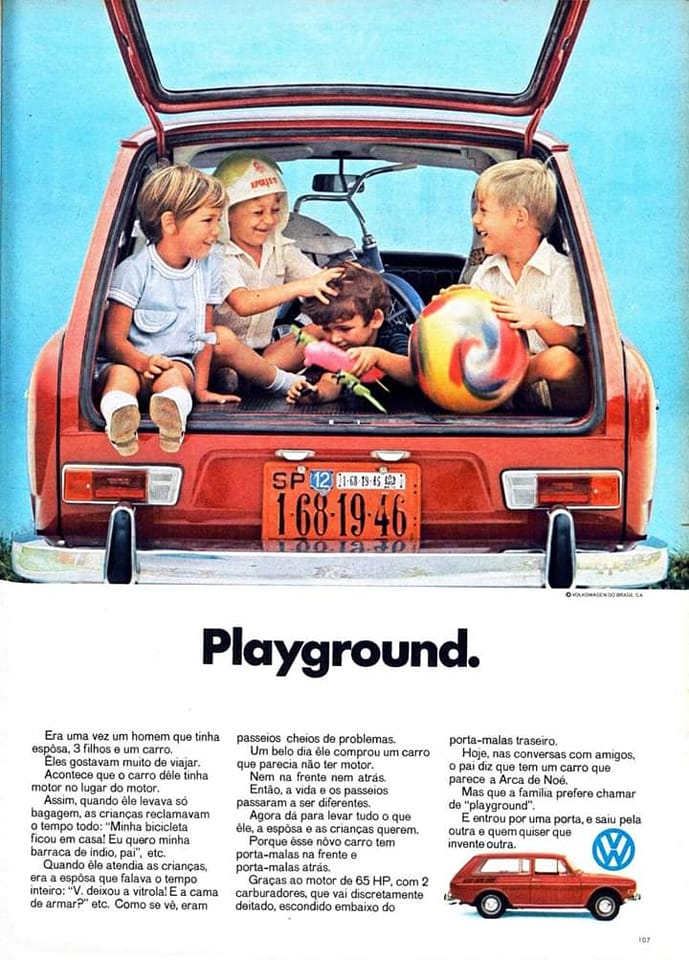 APOLLO 11
SP 12 1-68-19-46
1-68-19-46
© VOLKSWAGEN DO BRASIL S.A.
Playground.
Era uma vez um homem que tinha
espôsa, 3 filhos e um carro.
Êles gostavam muito de viajar.
Acontece que o carro dêle tinha
motor no lugar do motor.
Assim, quando êle levava só
bagagem, as crianças reclamavam
o tempo todo: "Minha bicicleta
ficou em casa! Eu quero minha
barraca de índio, pai", etc.
Quando êle atendia as crianças,
era a espôsa que falava o tempo
inteiro: "V. deixou a vitrola! E a cama
de armar?" etc. Como se vê, eram
passeios cheios de problemas.
Um belo dia êle comprou um carro
que parecia não ter motor.
Nem na frente nem atrás.
Então, a vida e os passeios
passaram a ser diferentes.
Agora dá para levar tudo o que
êle, a espôsa e as crianças querem.
Porque êsse nôvo carro tem
porta-malas na frente e
porta-malas atrás.
Graças ao motor de 65 HP, com 2
carburadores, que vai discretamente
deitado, escondido embaixo do
porta-malas traseiro.
Hoje, nas conversas com amigos,
o pai diz que tem um carro que
parece a Arca de Noé.
Mas que a família prefere chamar
de "playground".
E entrou por uma porta, e saiu pela
outra e quem quiser que
invente outra.
VW
107